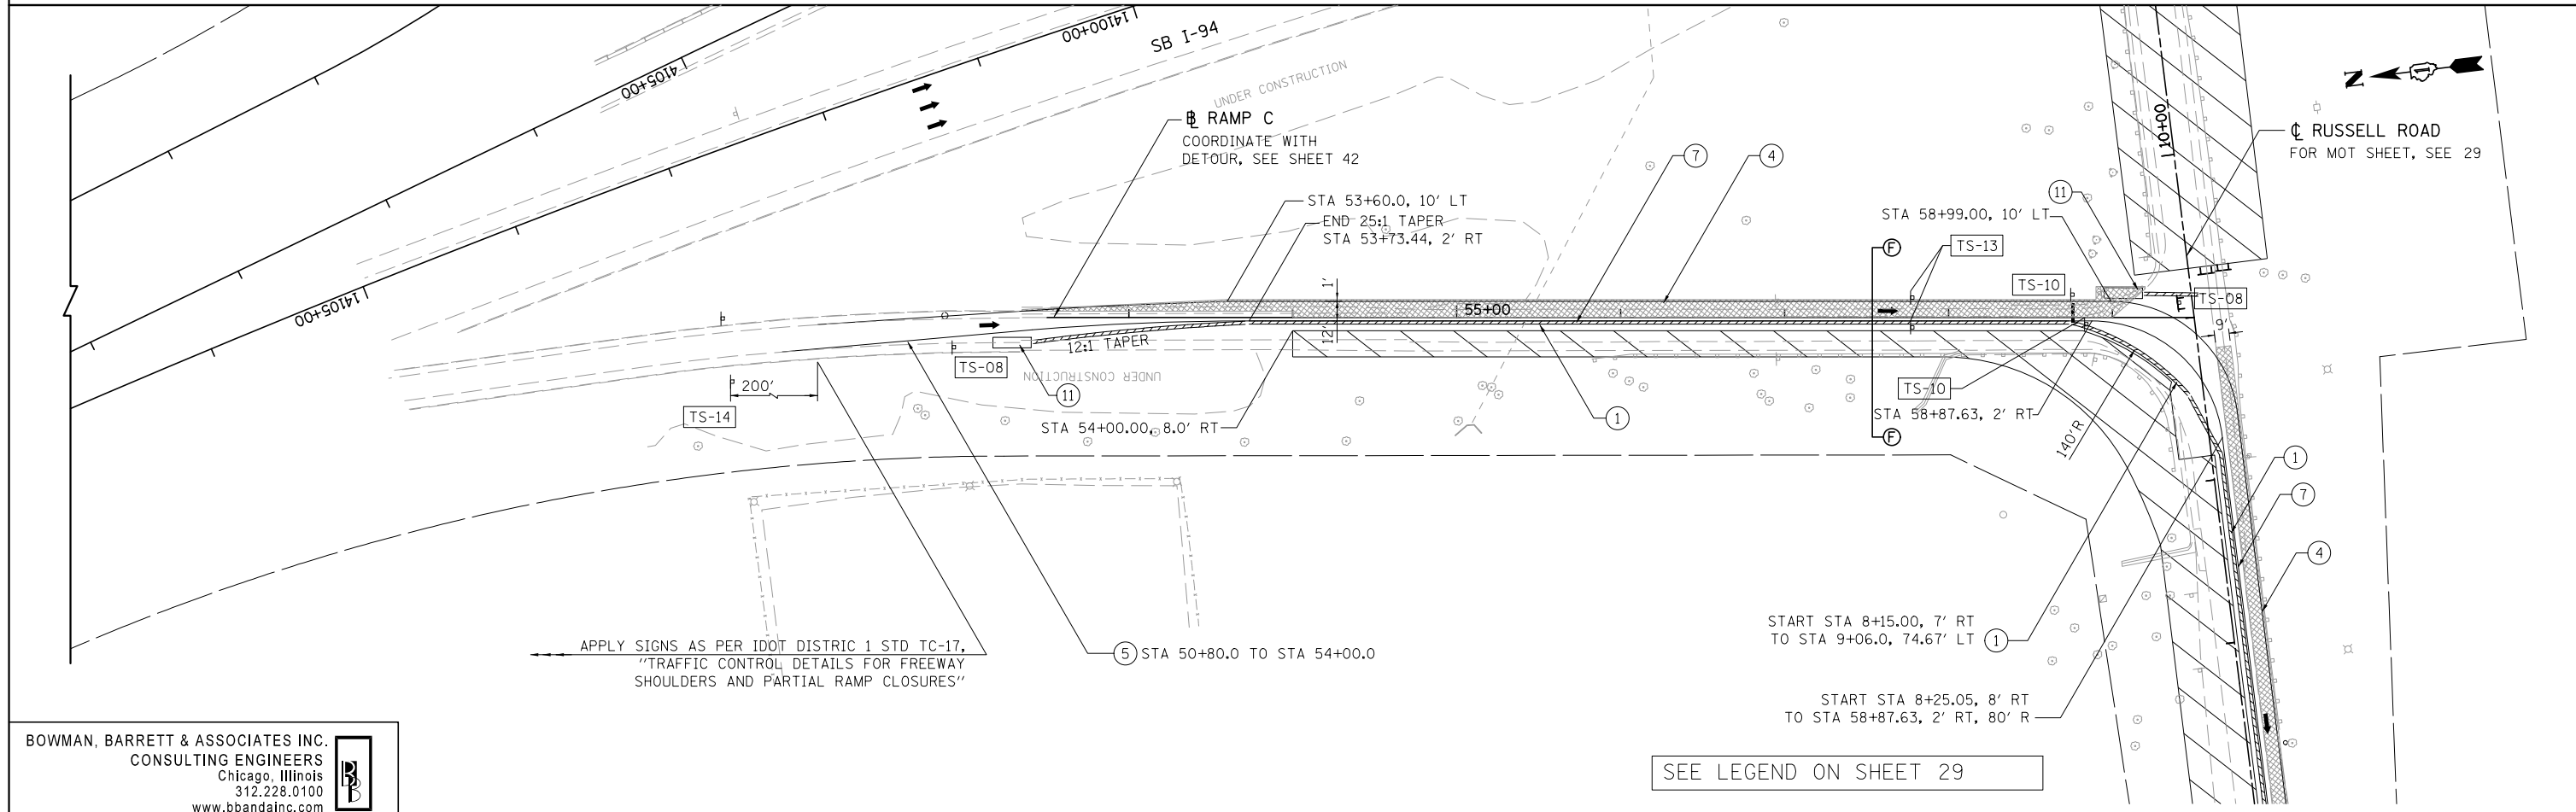 14100+00
SB I-94
14105+00
UNDER CONSTRUCTION
N
1
10+00
℄ RUSSELL ROAD
FOR MOT SHEET, SEE 29
RAMP C
COORDINATE WITH
DETOUR, SEE SHEET 42
7
4
11
STA 53+60.0, 10' LT
END 25:1 TAPER
STA 53+73.44, 2' RT
STA 58+99.00, 10' LT
F
TS-13
TS-10
TS-08
14105+00
1'
55+00
12'
9'
12:1 TAPER
TS-08
UNDER CONSTRUCTION
200'
11
TS-14
TS-10
STA 58+87.63, 2' RT
STA 54+00.00, 8.0' RT
1
F
140'R
1
7
4
START STA 8+15.00, 7' RT
TO STA 9+06.0, 74.67' LT 1
APPLY SIGNS AS PER IDOT DISTRIC 1 STD TC-17,
"TRAFFIC CONTROL DETAILS FOR FREEWAY
SHOULDERS AND PARTIAL RAMP CLOSURES"
5 STA 50+80.0 TO STA 54+00.0
START STA 8+25.05, 8' RT
TO STA 58+87.63, 2' RT, 80' R
BOWMAN, BARRETT & ASSOCIATES INC.
CONSULTING ENGINEERS
Chicago, Illinois
312.228.0100
www.bbandainc.com
SEE LEGEND ON SHEET 29